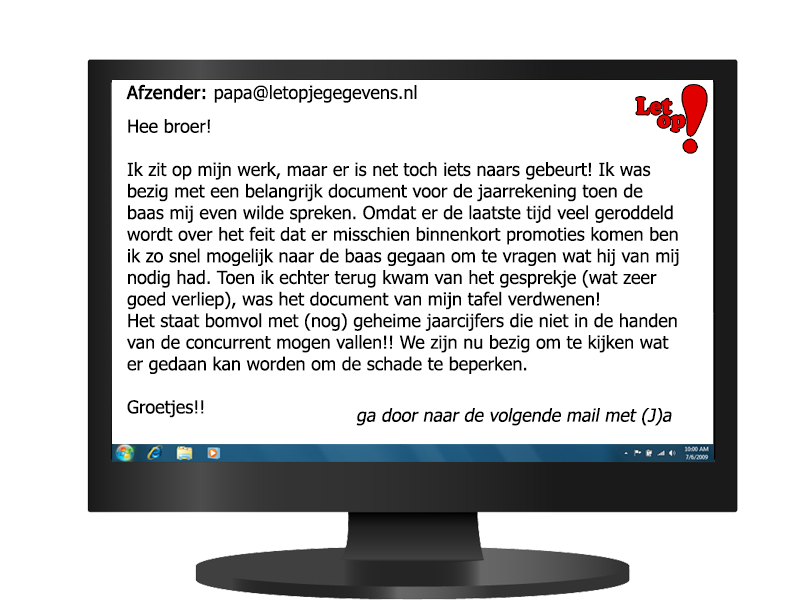 Afzender: papa@letopjegegevens.nl
Let
op!
Hee broer!
Ik zit op mijn werk, maar er is net toch iets naars gebeurt! Ik was
bezig met een belangrijk document voor de jaarrekening toen de
baas mij even wilde spreken. Omdat er de laatste tijd veel geroddeld
wordt over het feit dat er misschien binnenkort promoties komen ben
ik zo snel mogelijk naar de baas gegaan om te vragen wat hij van mij
nodig had. Toen ik echter terug kwam van het gesprekje (wat zeer
goed verliep), was het document van mijn tafel verdwenen!
Het staat bomvol met (nog) geheime jaarcijfers die niet in de handen
van de concurrent mogen vallen!! We zijn nu bezig om te kijken wat
er gedaan kan worden om de schade te beperken.
Groetjes!!
ga door naar de volgende mail met (J)a
10:00 AM
7/6/2009